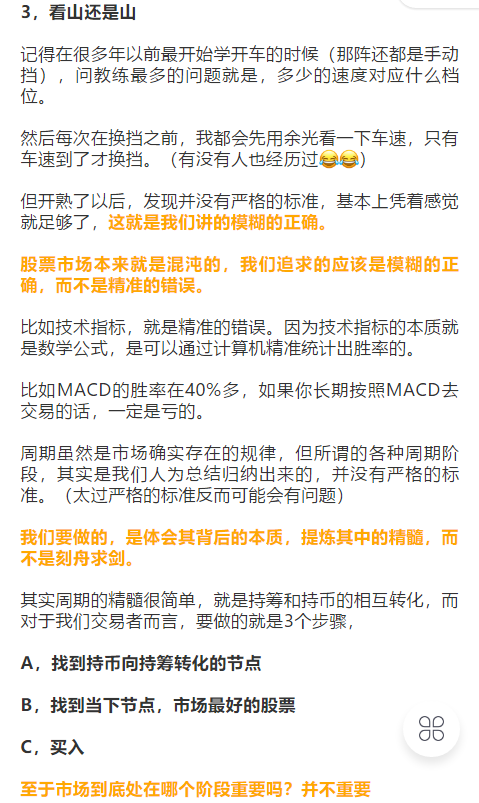 3，看山还是山
记得在很多年以前最开始学开车的时候（那阵还都是手动
挡），问教练最多的问题就是，多少的速度对应什么档
位。
然后每次在换挡之前，我都会先用余光看一下车速，只有
车速到了才换挡。（有没有人也经历过😂😂）
但开熟了以后，发现并没有严格的标准，基本上凭着感觉
就足够了，这就是我们讲的模糊的正确。
股票市场本来就是混沌的，我们追求的应该是模糊的正
确，而不是精准的错误。
比如技术指标，就是精准的错误。因为技术指标的本质就
是数学公式，是可以通过计算机精准统计出胜率的。
比如MACD的胜率在40%多，如果你长期按照MACD去
交易的话，一定是亏的。
周期虽然是市场确实存在的规律，但所谓的各种周期阶
段，其实是我们人为总结归纳出来的，并没有严格的标
准。（太过严格的标准反而可能会有问题）
我们要做的，是体会其背后的本质，提炼其中的精髓，而
不是刻舟求剑。
其实周期的精髓很简单，就是持筹和持币的相互转化，而
对于我们交易者而言，要做的就是3个步骤，
A，找到持币向持筹转化的节点
B，找到当下节点，市场最好的股票
C，买入
至于市场到底处在哪个阶段重要吗？并不重要